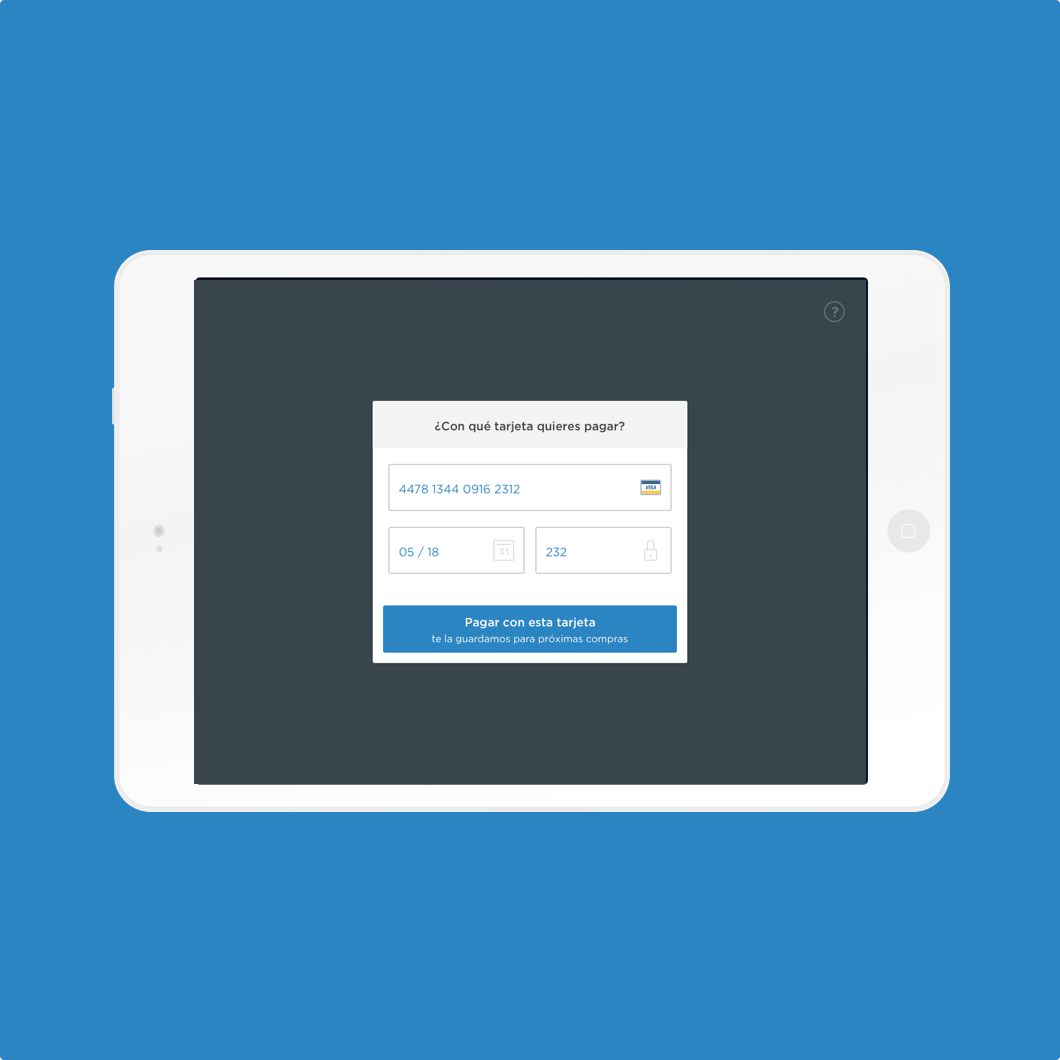 ?
¿Con qué tarjeta quieres pagar?
4478 1344 0916 2312
VISA
05 / 18
31
232
Pagar con esta tarjeta
te la guardamos para próximas compras